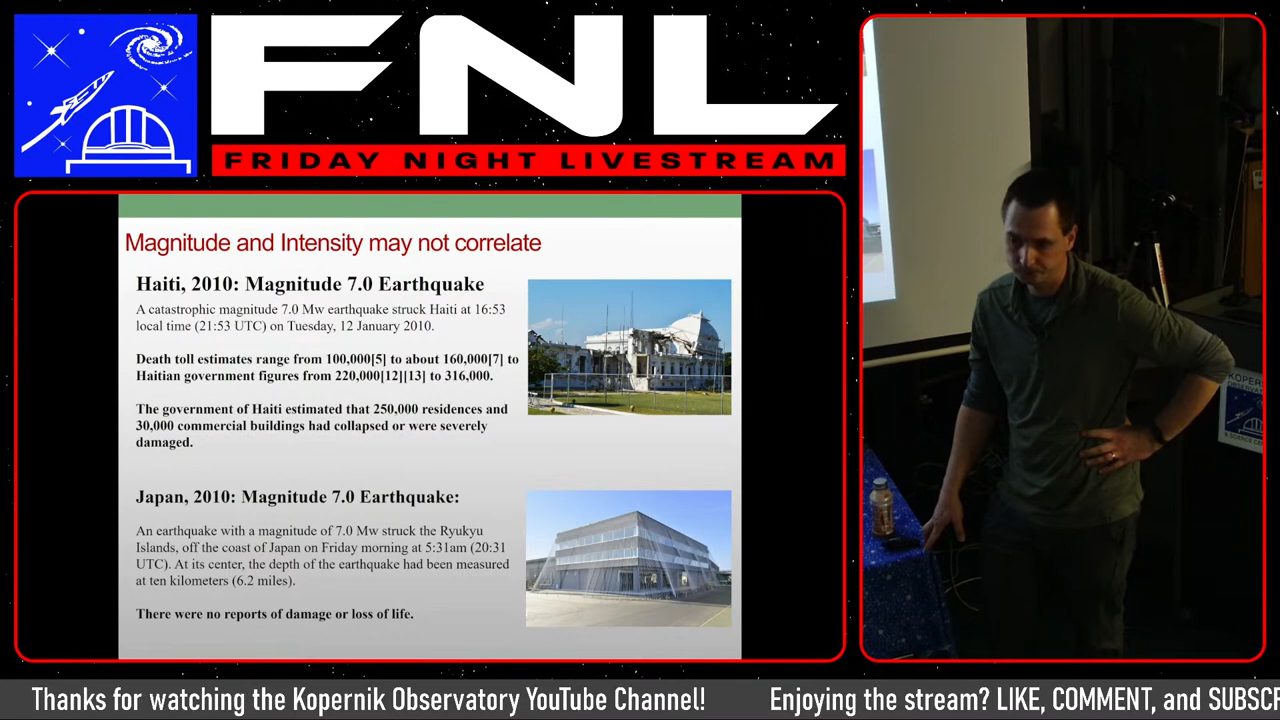 FNL
FRIDAY NIGHT LIVESTREAM
Magnitude and Intensity may not correlate
Haiti, 2010: Magnitude 7.0 Earthquake
A catastrophic magnitude 7.0 Mw earthquake struck Haiti at 16:53
local time (21:53 UTC) on Tuesday, 12 January 2010.
Death toll estimates range from 100,000[5] to about 160,000[7] to
Haitian government figures from 220,000[12][13] to 316,000.
The government of Haiti estimated that 250,000 residences and
30,000 commercial buildings had collapsed or were severely
damaged.
Japan, 2010: Magnitude 7.0 Earthquake:
An earthquake with a magnitude of 7.0 Mw struck the Ryukyu
Islands, off the coast of Japan on Friday morning at 5:31am (20:31
UTC). At its center, the depth of the earthquake had been measured
at ten kilometers (6.2 miles).
There were no reports of damage or loss of life.
KOPER
Thanks for watching the Kopernik Observatory YouTube Channel! Enjoying the stream? LIKE, COMMENT, and SUBSC